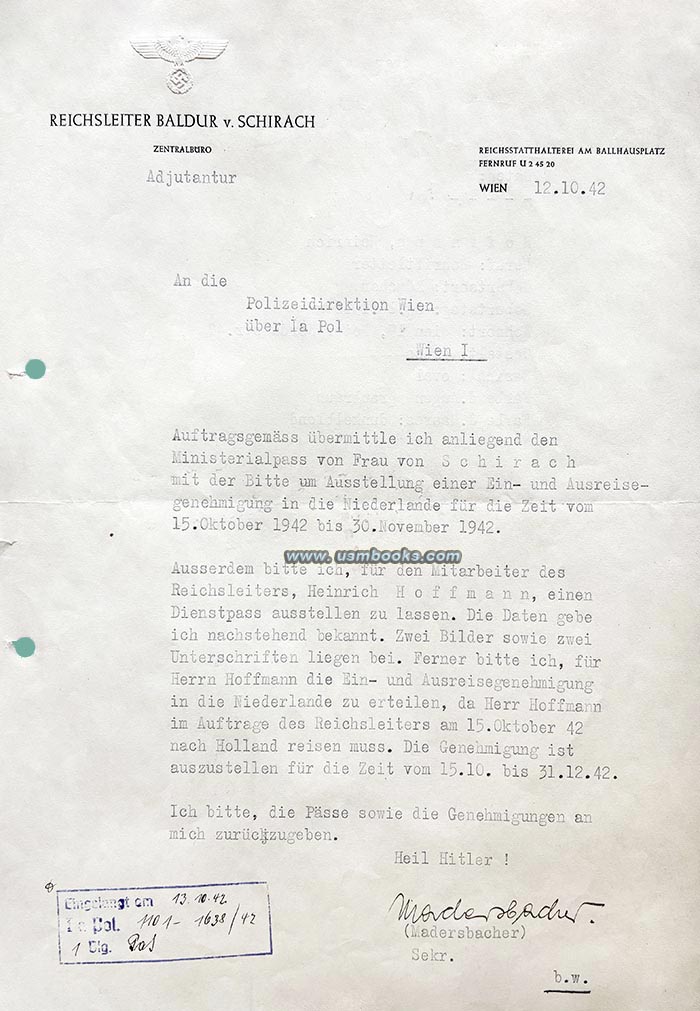 REICHSLEITER BALDUR v. SCHIRACH
ZENTRALBÜRO
Adjutantur
REICHSSTATTHALTEREI AM BALLHAUSPLATZ
FERNRUF U 2 45 20
WIEN 12.10.42
An die
Polizeidirektion Wien
über Ia Pol
Wien I
Auftragsgemäss übermittle ich anliegend den
Ministerialpass von Frau von S c h i r a c h
mit der Bitte um Ausstellung einer Ein- und Ausreise-
genehmigung in die Niederlande für die Zeit vom
15.Oktober 1942 bis 30.November 1942.
www.usmbooks.com
Ausserdem bitte ich, für den Mitarbeiter des
Reichsleiters, Heinrich H o f f m a n n, einen
Dienstpass ausstellen zu lassen. Die Daten gebe
ich nachstehend bekannt. Zwei Bilder sowie zwei
Unterschriften liegen bei. Ferner bitte ich, für
Herrn Hoffmann die Ein- und Ausreisegenehmigung
in die Niederlande zu erteilen, da Herr Hoffmann
im Auftrage des Reichsleiters am 15.Oktober 42
nach Holland reisen muss. Die Genehmigung ist
auszustellen für die Zeit vom 15.10. bis 31.12.42.
Ich bitte, die Pässe sowie die Genehmigungen an
mich zurückzugeben.
Heil Hitler !
Madersbacher.
(Madersbacher)
Sekr.
b.w.
Eingelangt am 13.10.42
Pol. 1101- 1638/42
1 Blg.